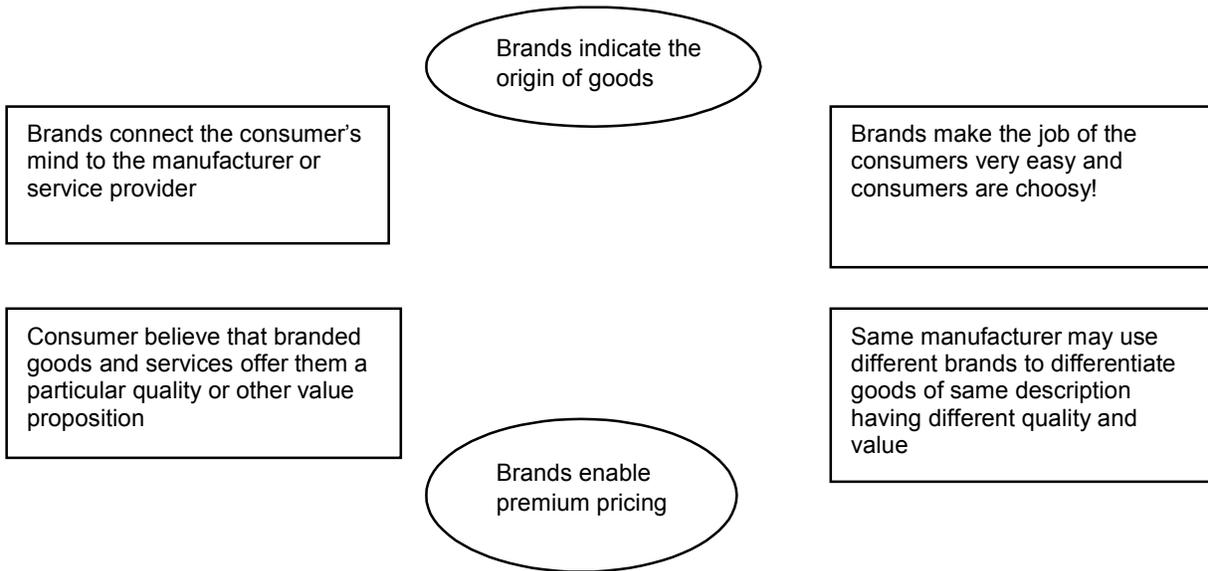 Brands indicate the
origin of goods
Brands connect the consumer’s
mind to the manufacturer or
service provider
Brands make the job of the
consumers very easy and
consumers are choosy!
Consumer believe that branded
goods and services offer them a
particular quality or other value
proposition
Same manufacturer may use
different brands to differentiate
goods of same description
having different quality and
value
Brands enable
premium pricing